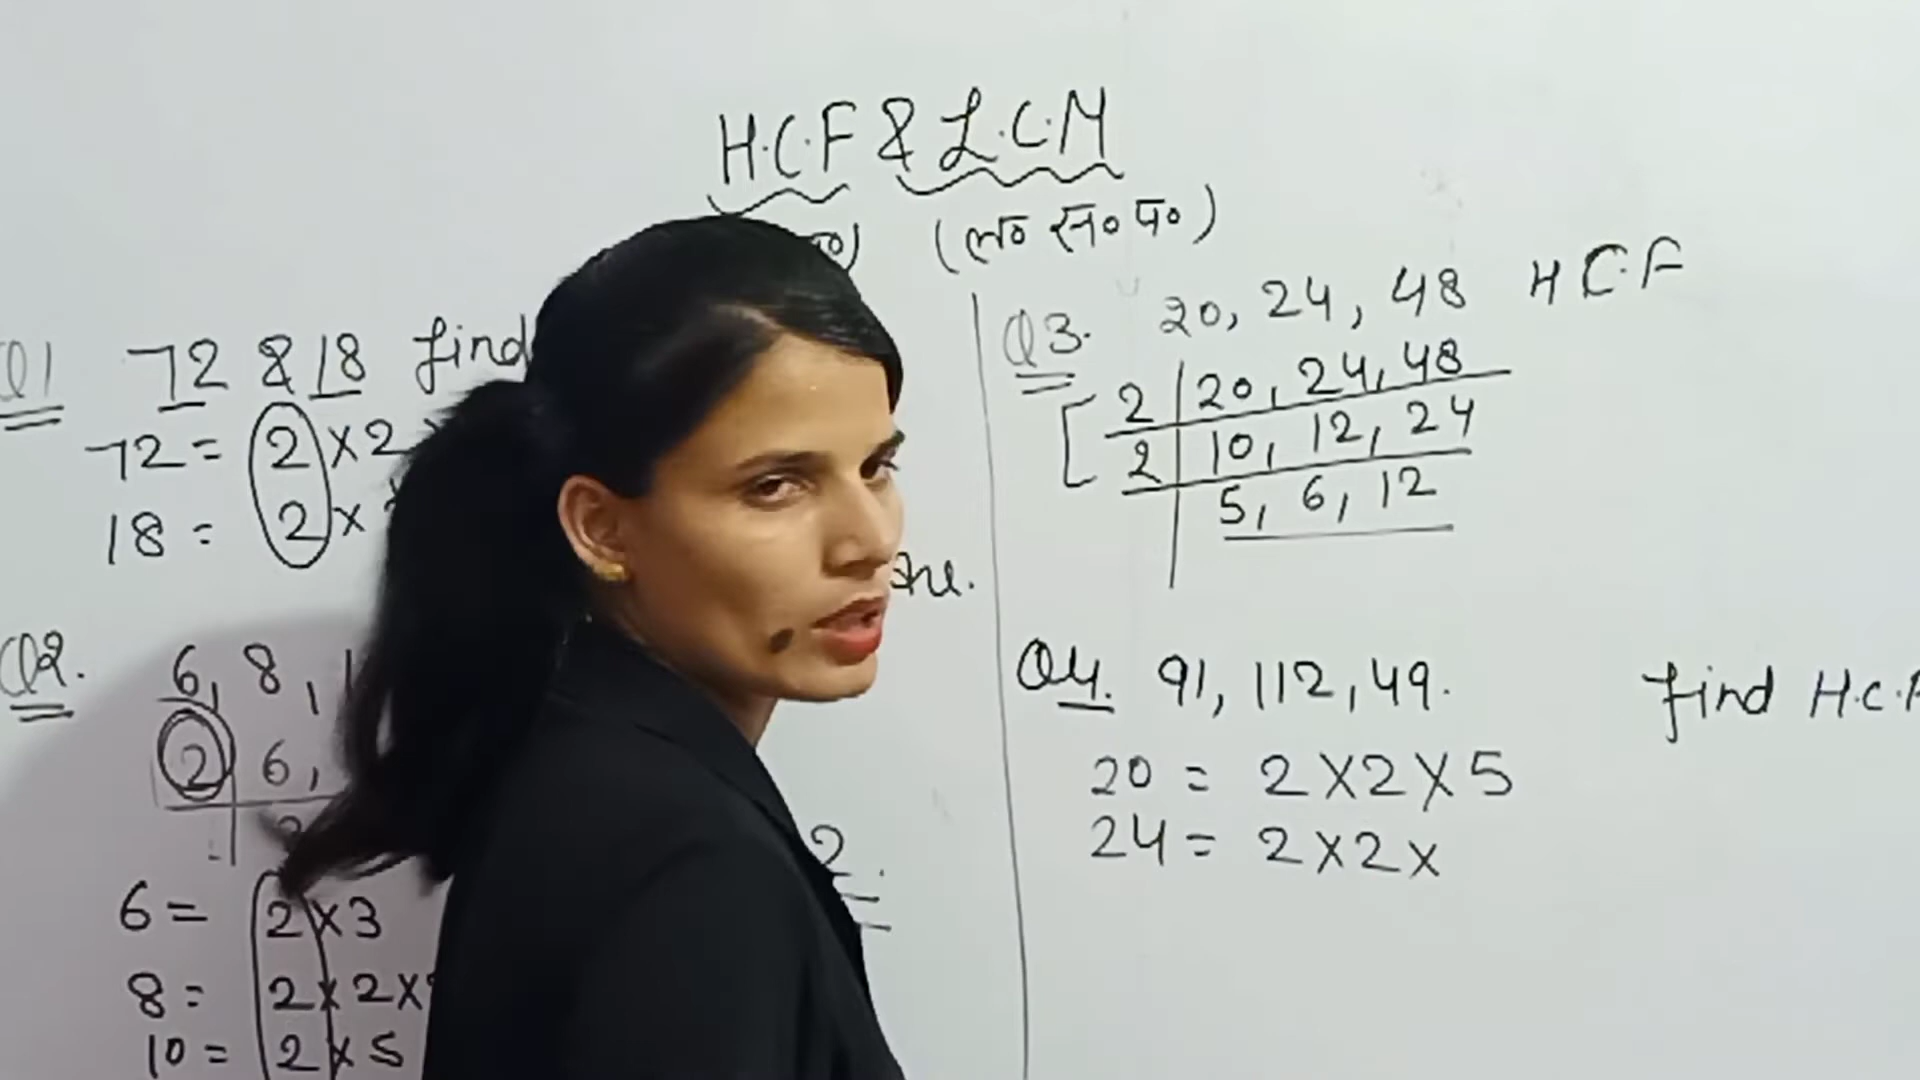 H.C.F & L.C.M
(ल० स० प०)
Q1 72 & 18 find
72 = 2 × 2
18 = 2 ×
Q2. 6, 8,
2 6,
2
6 = 2 × 3
8 = 2 × 2 ×
10 = 2 × 5
Q3. 20, 24, 48 H C.F
2 20, 24, 48
2 10, 12, 24
5, 6, 12
Q4. 91, 112, 49. find H.C.F
20 = 2 × 2 × 5
24 = 2 × 2 ×